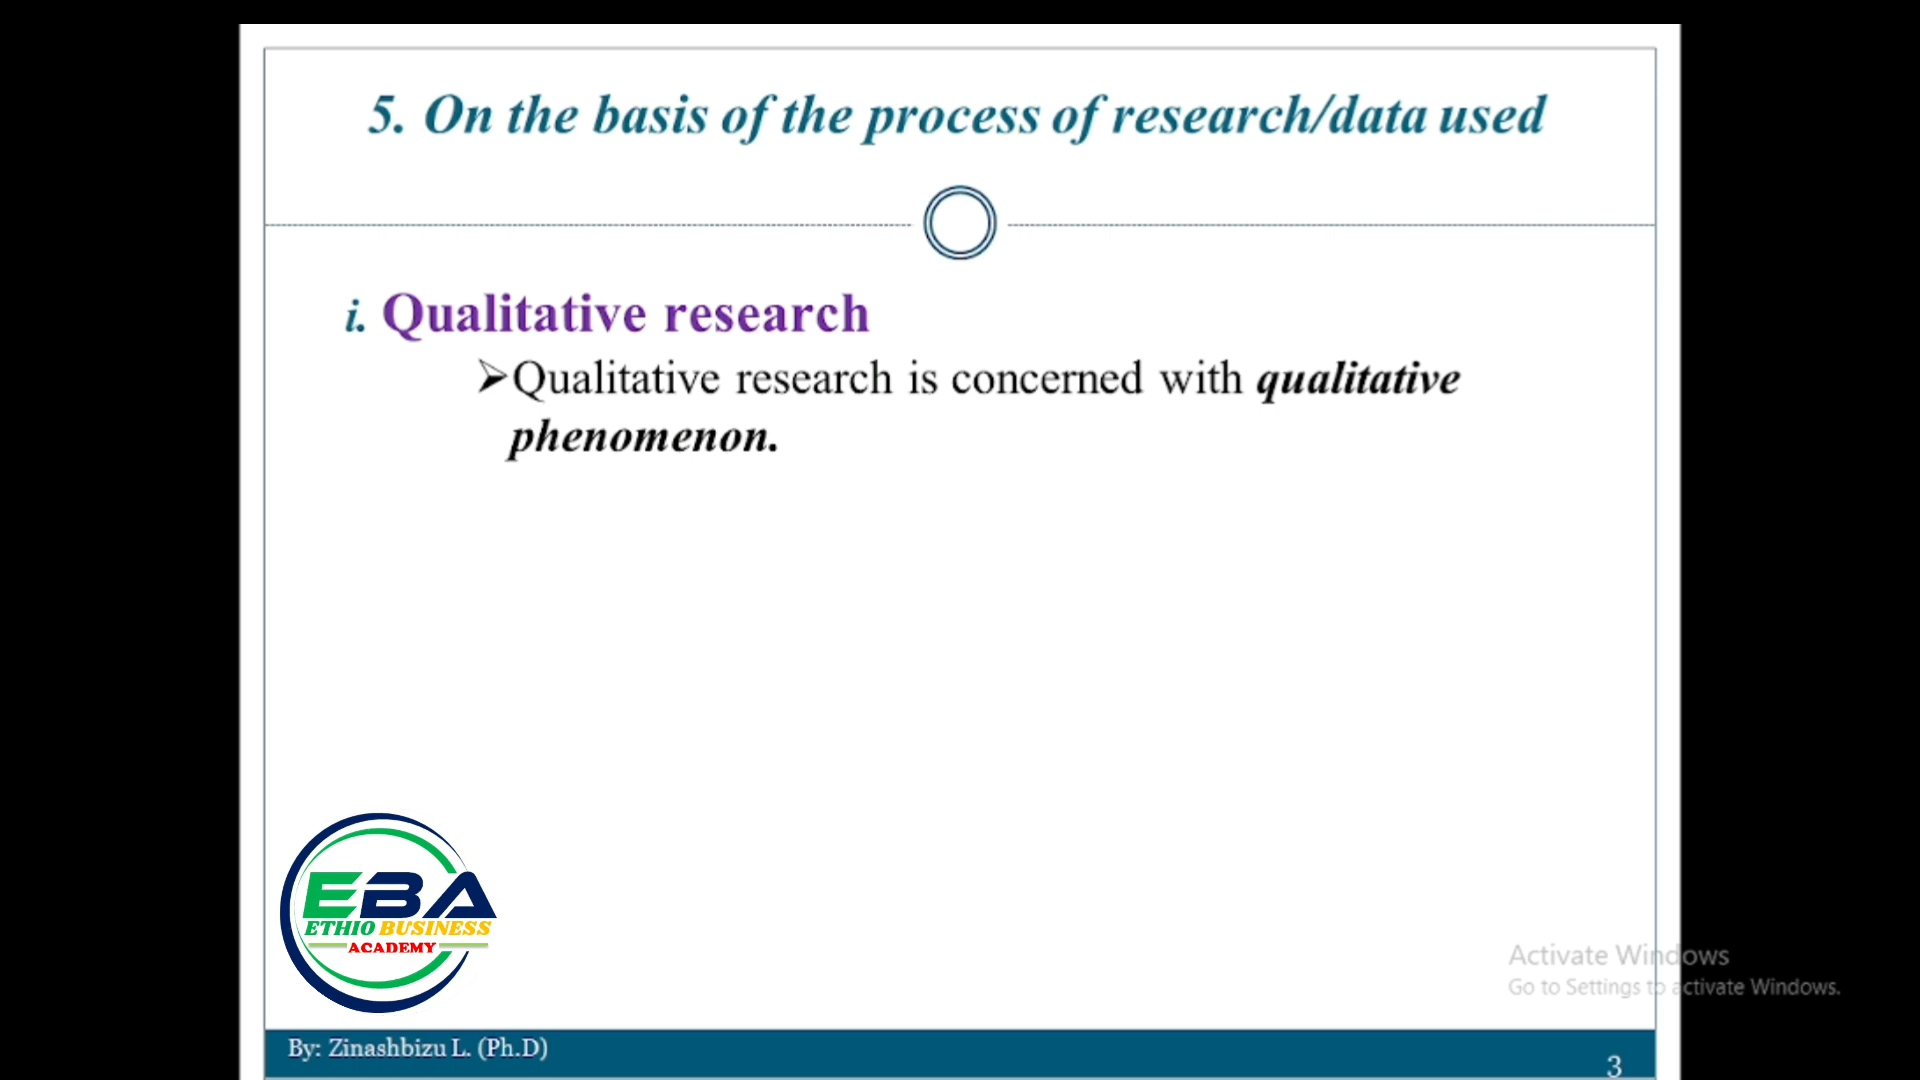 5. On the basis of the process of research/data used
i. Qualitative research
➢Qualitative research is concerned with qualitative
phenomenon.
EBA
ETHIO BUSINESS
ACADEMY
Activate Windows
Go to Settings to activate Windows.
By: Zinashbizu L. (Ph.D)
3